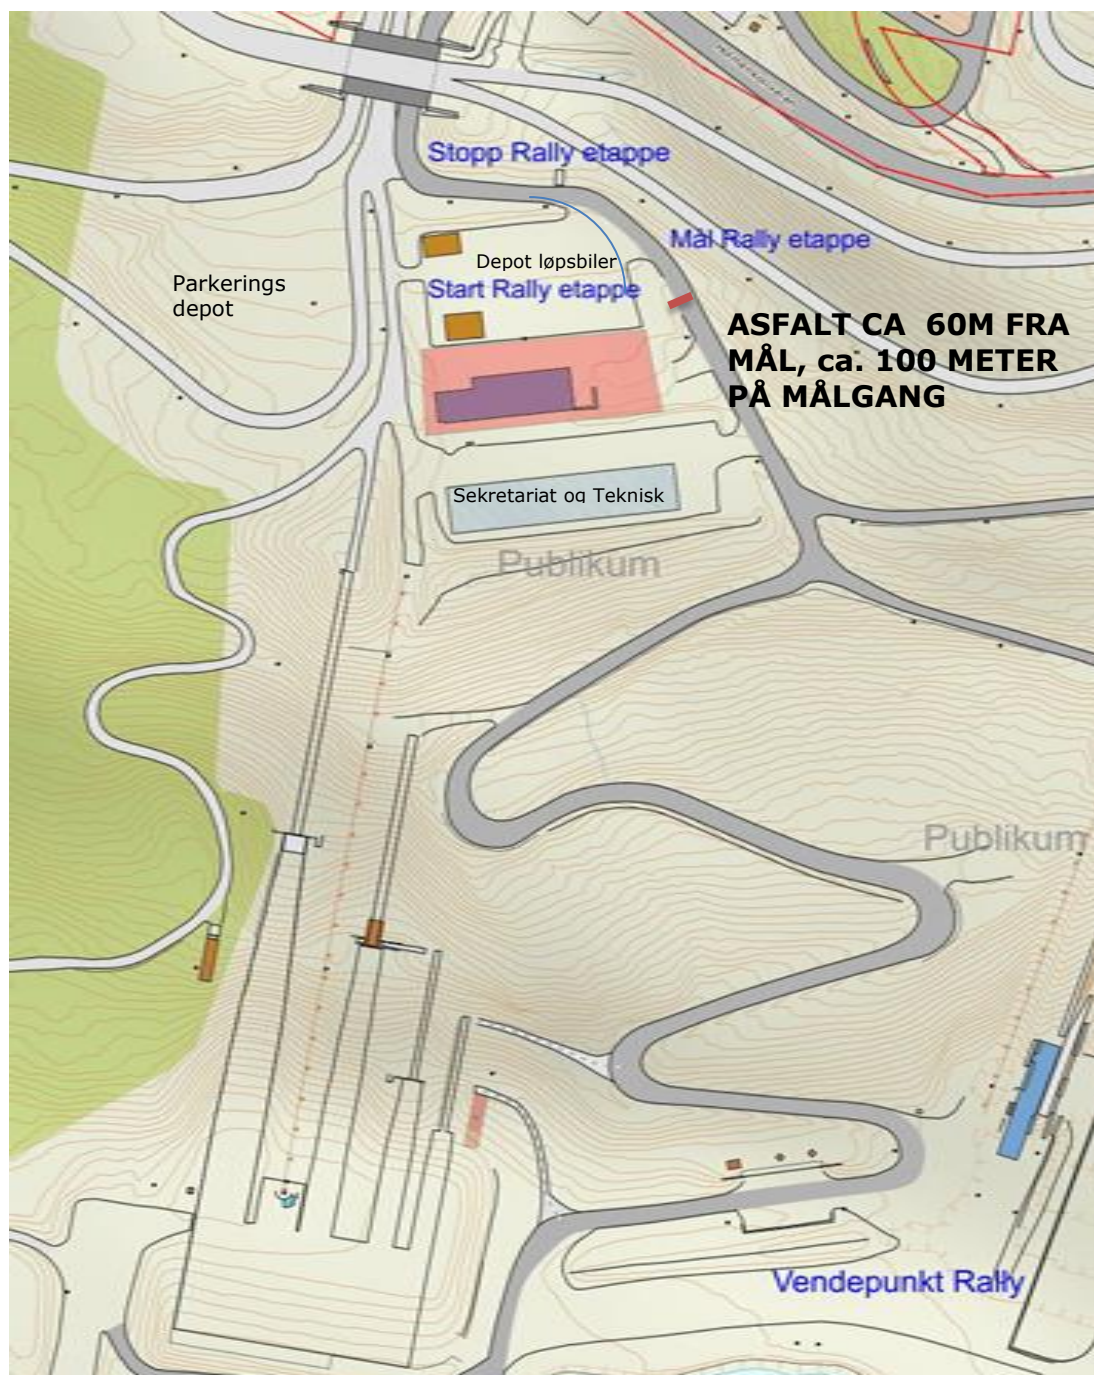 Stopp Rally etappe
Mål Rally etappe
Depot løpsbiler
Parkerings
depot
Start Rally etappe
ASFALT CA 60M FRA
MÅL, ca. 100 METER
PÅ MÅLGANG
Sekretariat og Teknisk
Publikum
Publikum
Vendepunkt Rally